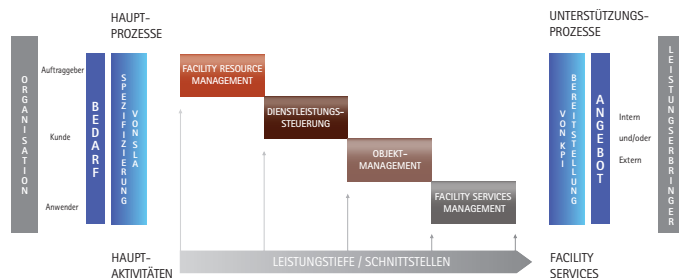 HAUPT-
PROZESSE
UNTERSTÜTZUNGS-
PROZESSE
ORGANISATION
Auftraggeber
Kunde
Anwender
BEDARF
SPEZIFIZIERUNG
VON SLA
FACILITY RESOURCE
MANAGEMENT
DIENSTLEISTUNGS-
STEUERUNG
OBJEKT-
MANAGEMENT
FACILITY SERVICES
MANAGEMENT
BEREITSTELLUNG
VON KPI
ANGEBOT
Intern
und/oder
Extern
LEISTUNGSERBRINGER
HAUPT-
AKTIVITÄTEN
LEISTUNGSTIEFE / SCHNITTSTELLEN
FACILITY
SERVICES